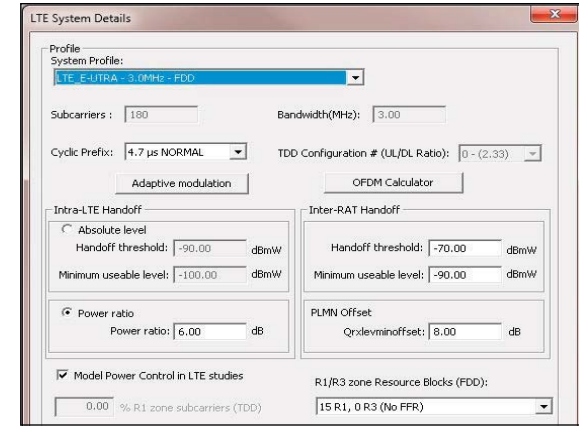 LTE System Details
Profile
System Profile:
LTE_E-UTRA - 3.0MHz - FDD
Subcarriers : 180 Bandwidth(MHz): 3.00
Cyclic Prefix: 4.7 µs NORMAL TDD Configuration # (UL/DL Ratio): 0 - (2.33)
Adaptive modulation OFDM Calculator
Intra-LTE Handoff
Absolute level
Handoff threshold: -90.00 dBmW
Minimum useable level: -100.00 dBmW
Power ratio
Power ratio: 6.00 dB
Inter-RAT Handoff
Handoff threshold: -70.00 dBmW
Minimum useable level: -90.00 dBmW
PLMN Offset
Qrxlevminoffset: 8.00 dB
Model Power Control in LTE studies
0.00 % R1 zone subcarriers (TDD)
R1/R3 zone Resource Blocks (FDD):
15 R1, 0 R3 (No FFR)